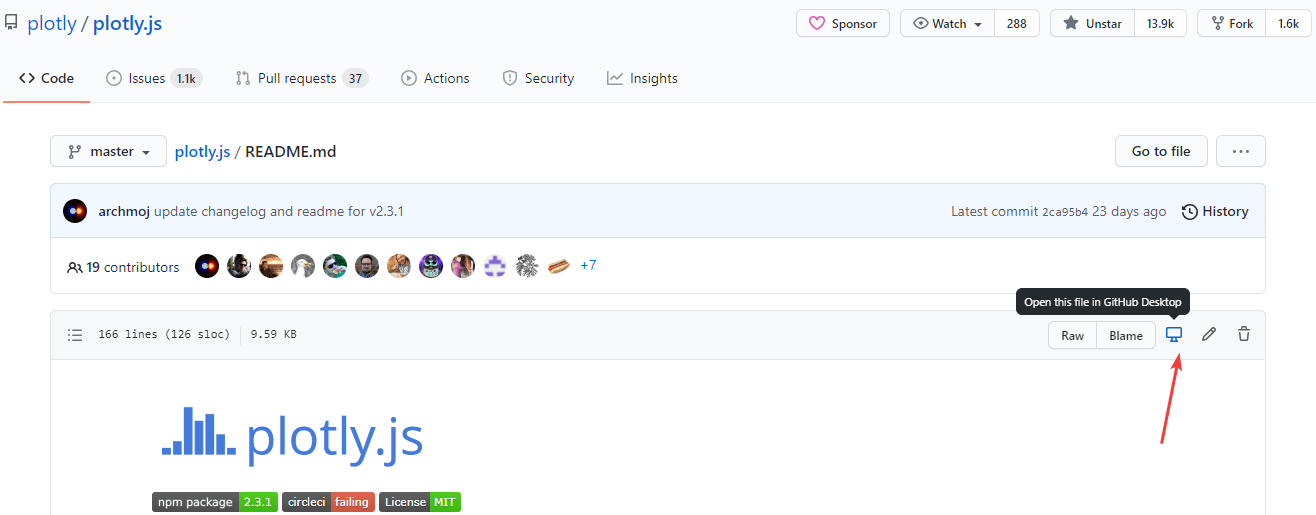 plotly / plotly.js Sponsor Watch 288 Unstar 13.9k Fork 1.6k
Code Issues 1.1k Pull requests 37 Actions Security Insights
master plotly.js / README.md Go to file ...
archmoj update changelog and readme for v2.3.1 Latest commit 2ca95b4 23 days ago History
19 contributors +7
Open this file in GitHub Desktop
166 lines (126 sloc) 9.59 KB Raw Blame
plotly.js
npm package 2.3.1 circleci failing License MIT